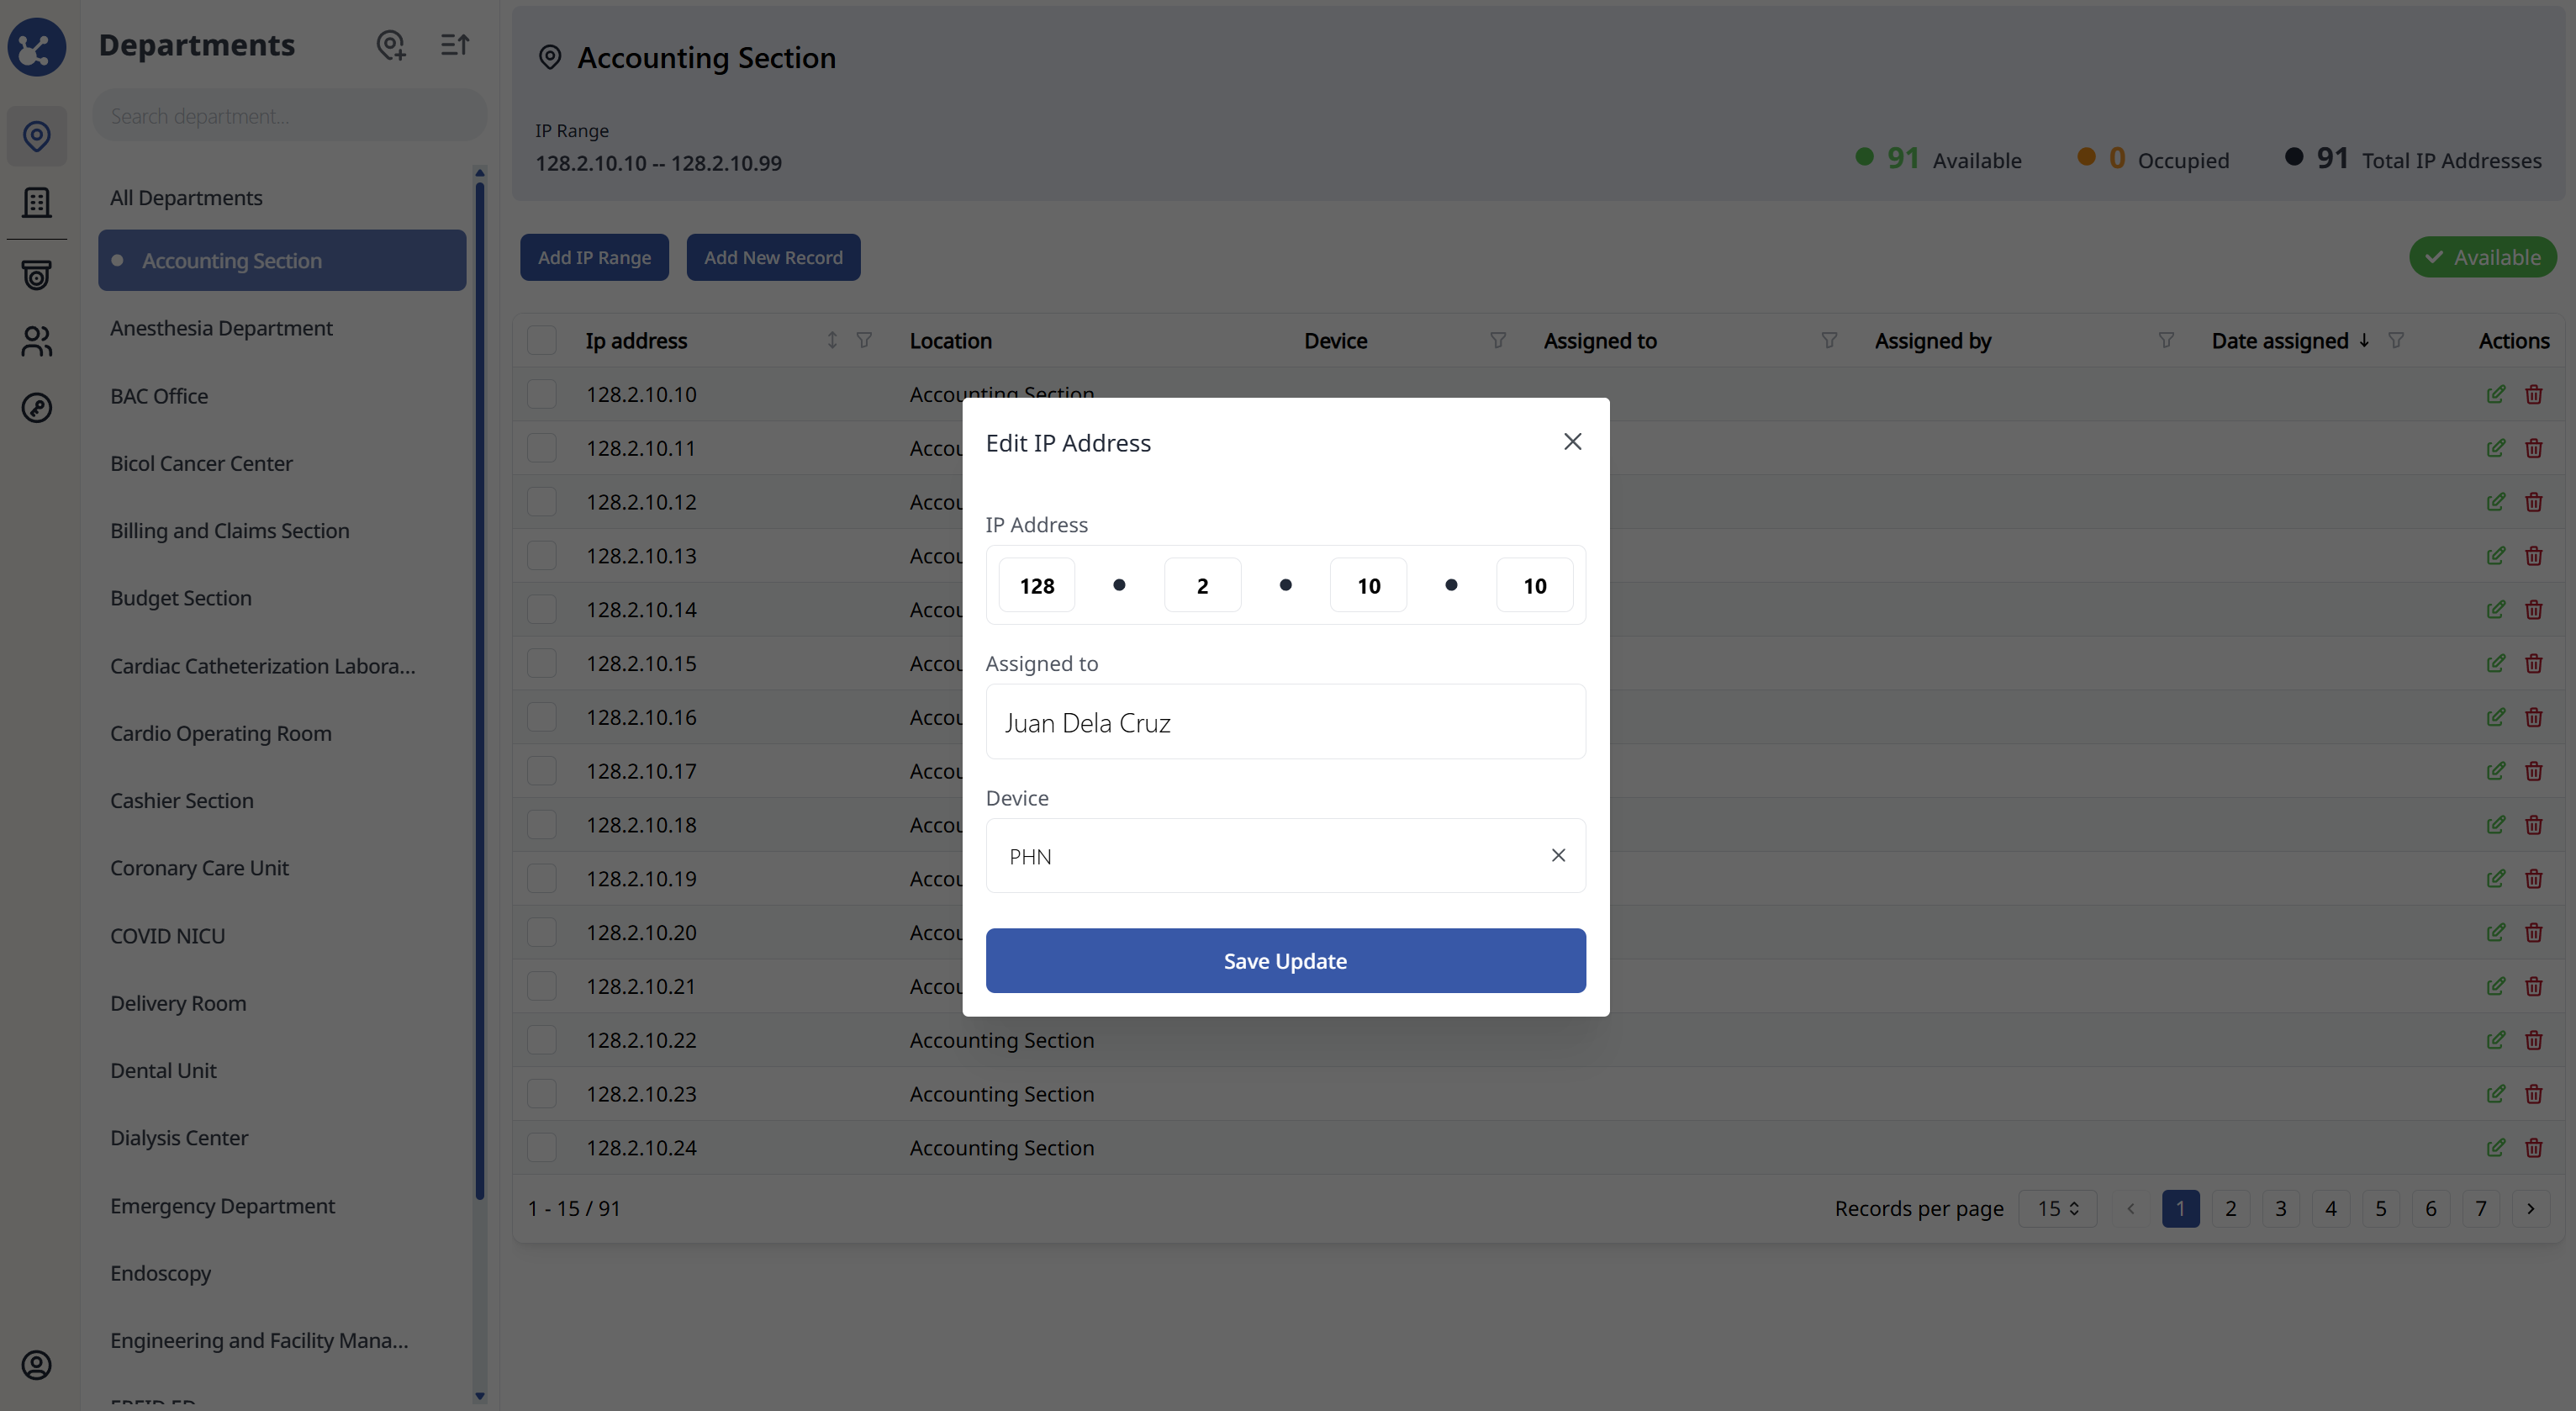 Departments
Search department...
All Departments
Accounting Section
Anesthesia Department
BAC Office
Bicol Cancer Center
Billing and Claims Section
Budget Section
Cardiac Catheterization Labora...
Cardio Operating Room
Cashier Section
Coronary Care Unit
COVID NICU
Delivery Room
Dental Unit
Dialysis Center
Emergency Department
Endoscopy
Engineering and Facility Mana...
Accounting Section
IP Range
128.2.10.10 -- 128.2.10.99
91 Available 0 Occupied 91 Total IP Addresses
Add IP Range Add New Record Available
Ip address Location Device Assigned to Assigned by Date assigned Actions
128.2.10.10 Accounting Section
128.2.10.11 Accou
128.2.10.12 Accou
128.2.10.13 Accou
128.2.10.14 Accou
128.2.10.15 Accou
128.2.10.16 Accou
128.2.10.17 Accou
128.2.10.18 Accou
128.2.10.19 Accou
128.2.10.20 Accou
128.2.10.21 Accou
128.2.10.22 Accounting Section
128.2.10.23 Accounting Section
128.2.10.24 Accounting Section
1 - 15 / 91 Records per page 15 1 2 3 4 5 6 7
Edit IP Address
IP Address
128 • 2 • 10 • 10
Assigned to
Juan Dela Cruz
Device
PHN
Save Update